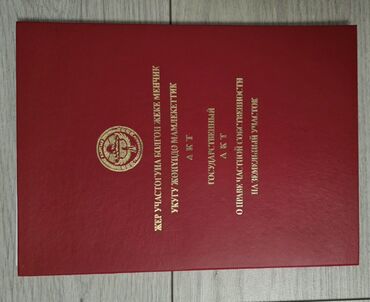 ЖЕР УЧАСТОГУНА БОЛГОН ЖЕКЕ МЕНЧИК
УКУГУ ЖӨНҮНДӨ МАМЛЕКЕТТИК
АКТ
ГОСУДАРСТВЕННЫЙ
АКТ
О ПРАВЕ ЧАСТНОЙ СОБСТВЕННОСТИ
НА ЗЕМЕЛЬНЫЙ УЧАСТОК